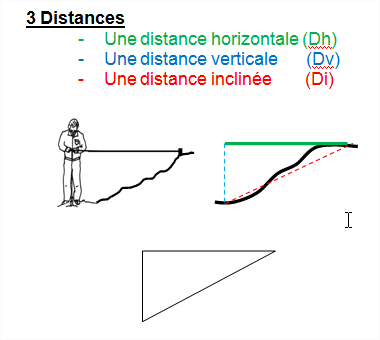 3 Distances
- Une distance horizontale (Dh)
- Une distance verticale (Dv)
- Une distance inclinée (Di)